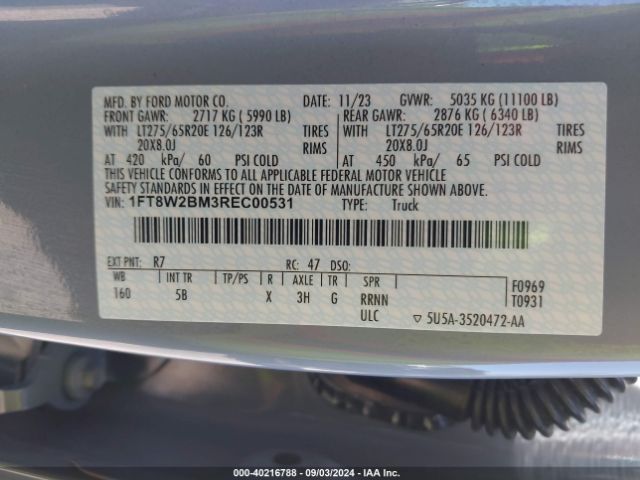 MFD. BY FORD MOTOR CO. DATE: 11/23 GVWR: 5035 KG (11100 LB)
FRONT GAWR: 2717 KG ( 5990 LB) REAR GAWR: 2876 KG ( 6340 LB)
WITH LT275/65R20E 126/123R TIRES WITH LT275/65R20E 126/123R TIRES
20X8.0J RIMS 20X8.0J RIMS
AT 420 kPa/ 60 PSI COLD AT 450 kPa/ 65 PSI COLD
THIS VEHICLE CONFORMS TO ALL APPLICABLE FEDERAL MOTOR VEHICLE
SAFETY STANDARDS IN EFFECT ON THE DATE OF MANUFACTURE SHOWN ABOVE.
VIN: 1FT8W2BM3REC00531 TYPE: Truck
EXT PNT: R7 RC: 47 DSO:
WB INT TR TP/PS R AXLE TR SPR F0969
160 5B X 3H G RRNN T0931
ULC ▽ 5U5A-3520472-AA
000-40216788 - 09/03/2024 - IAA Inc.